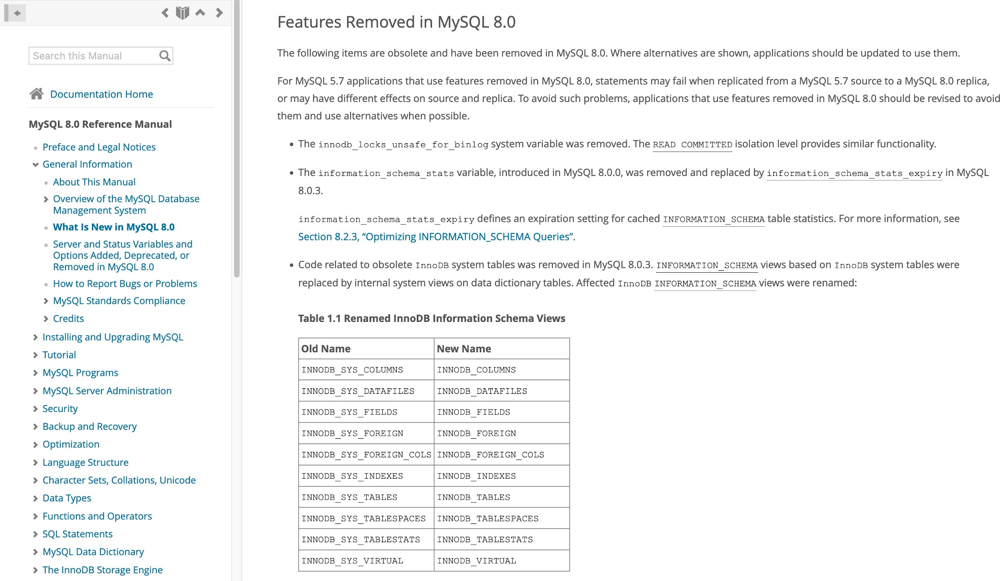 Search this Manual
Documentation Home
MySQL 8.0 Reference Manual
Preface and Legal Notices
General Information
About This Manual
Overview of the MySQL Database
Management System
What Is New in MySQL 8.0
Server and Status Variables and
Options Added, Deprecated, or
Removed in MySQL 8.0
How to Report Bugs or Problems
MySQL Standards Compliance
Credits
Installing and Upgrading MySQL
Tutorial
MySQL Programs
MySQL Server Administration
Security
Backup and Recovery
Optimization
Language Structure
Character Sets, Collations, Unicode
Data Types
Functions and Operators
SQL Statements
MySQL Data Dictionary
The InnoDB Storage Engine
Features Removed in MySQL 8.0
The following items are obsolete and have been removed in MySQL 8.0. Where alternatives are shown, applications should be updated to use them.
For MySQL 5.7 applications that use features removed in MySQL 8.0, statements may fail when replicated from a MySQL 5.7 source to a MySQL 8.0 replica,
or may have different effects on source and replica. To avoid such problems, applications that use features removed in MySQL 8.0 should be revised to avoid
them and use alternatives when possible.
• The innodb_locks_unsafe_for_binlog system variable was removed. The READ COMMITTED isolation level provides similar functionality.
• The information_schema_stats variable, introduced in MySQL 8.0.0, was removed and replaced by information_schema_stats_expiry in MySQL
8.0.3.
information_schema_stats_expiry defines an expiration setting for cached INFORMATION_SCHEMA table statistics. For more information, see
Section 8.2.3, “Optimizing INFORMATION_SCHEMA Queries”.
• Code related to obsolete InnoDB system tables was removed in MySQL 8.0.3. INFORMATION_SCHEMA views based on InnoDB system tables were
replaced by internal system views on data dictionary tables. Affected InnoDB INFORMATION_SCHEMA views were renamed:
Table 1.1 Renamed InnoDB Information Schema Views
Old Name New Name
INNODB_SYS_COLUMNS INNODB_COLUMNS
INNODB_SYS_DATAFILES INNODB_DATAFILES
INNODB_SYS_FIELDS INNODB_FIELDS
INNODB_SYS_FOREIGN INNODB_FOREIGN
INNODB_SYS_FOREIGN_COLS INNODB_FOREIGN_COLS
INNODB_SYS_INDEXES INNODB_INDEXES
INNODB_SYS_TABLES INNODB_TABLES
INNODB_SYS_TABLESPACES INNODB_TABLESPACES
INNODB_SYS_TABLESTATS INNODB_TABLESTATS
INNODB_SYS_VIRTUAL INNODB_VIRTUAL